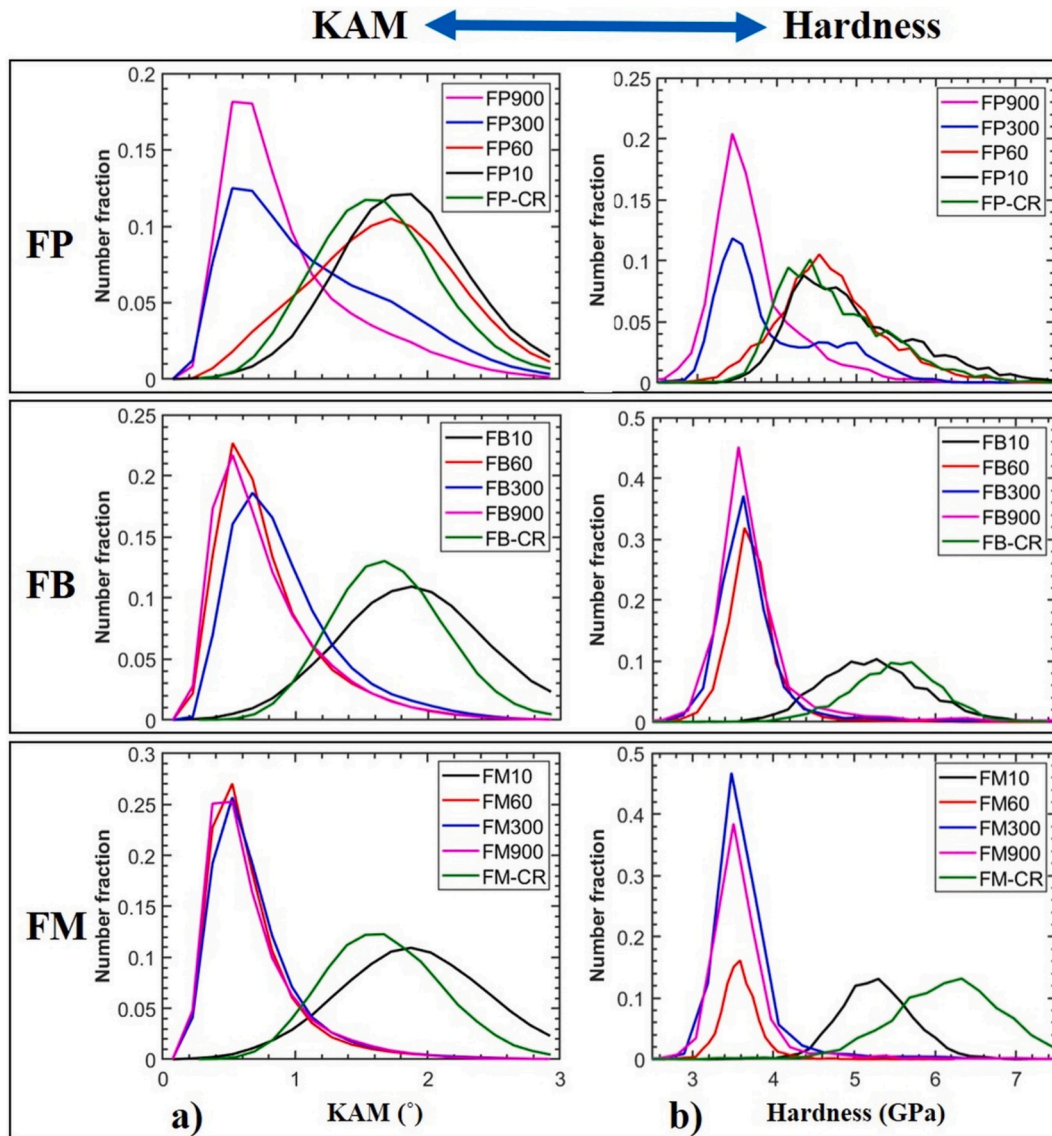 KAM Hardness
FP
Number fraction
0.2
0.15
0.1
0.05
0
FP900
FP300
FP60
FP10
FP-CR
Number fraction
0.25
0.2
0.15
0.1
0.05
0
FP900
FP300
FP60
FP10
FP-CR
FB
Number fraction
0.25
0.2
0.15
0.1
0.05
0
FB10
FB60
FB300
FB900
FB-CR
Number fraction
0.5
0.4
0.3
0.2
0.1
0
FB10
FB60
FB300
FB900
FB-CR
FM
Number fraction
0.3
0.25
0.2
0.15
0.1
0.05
0
FM10
FM60
FM300
FM900
FM-CR
0 1 2 3
a) KAM (°)
Number fraction
0.5
0.4
0.3
0.2
0.1
0
FM10
FM60
FM300
FM900
FM-CR
3 4 5 6 7
b) Hardness (GPa)